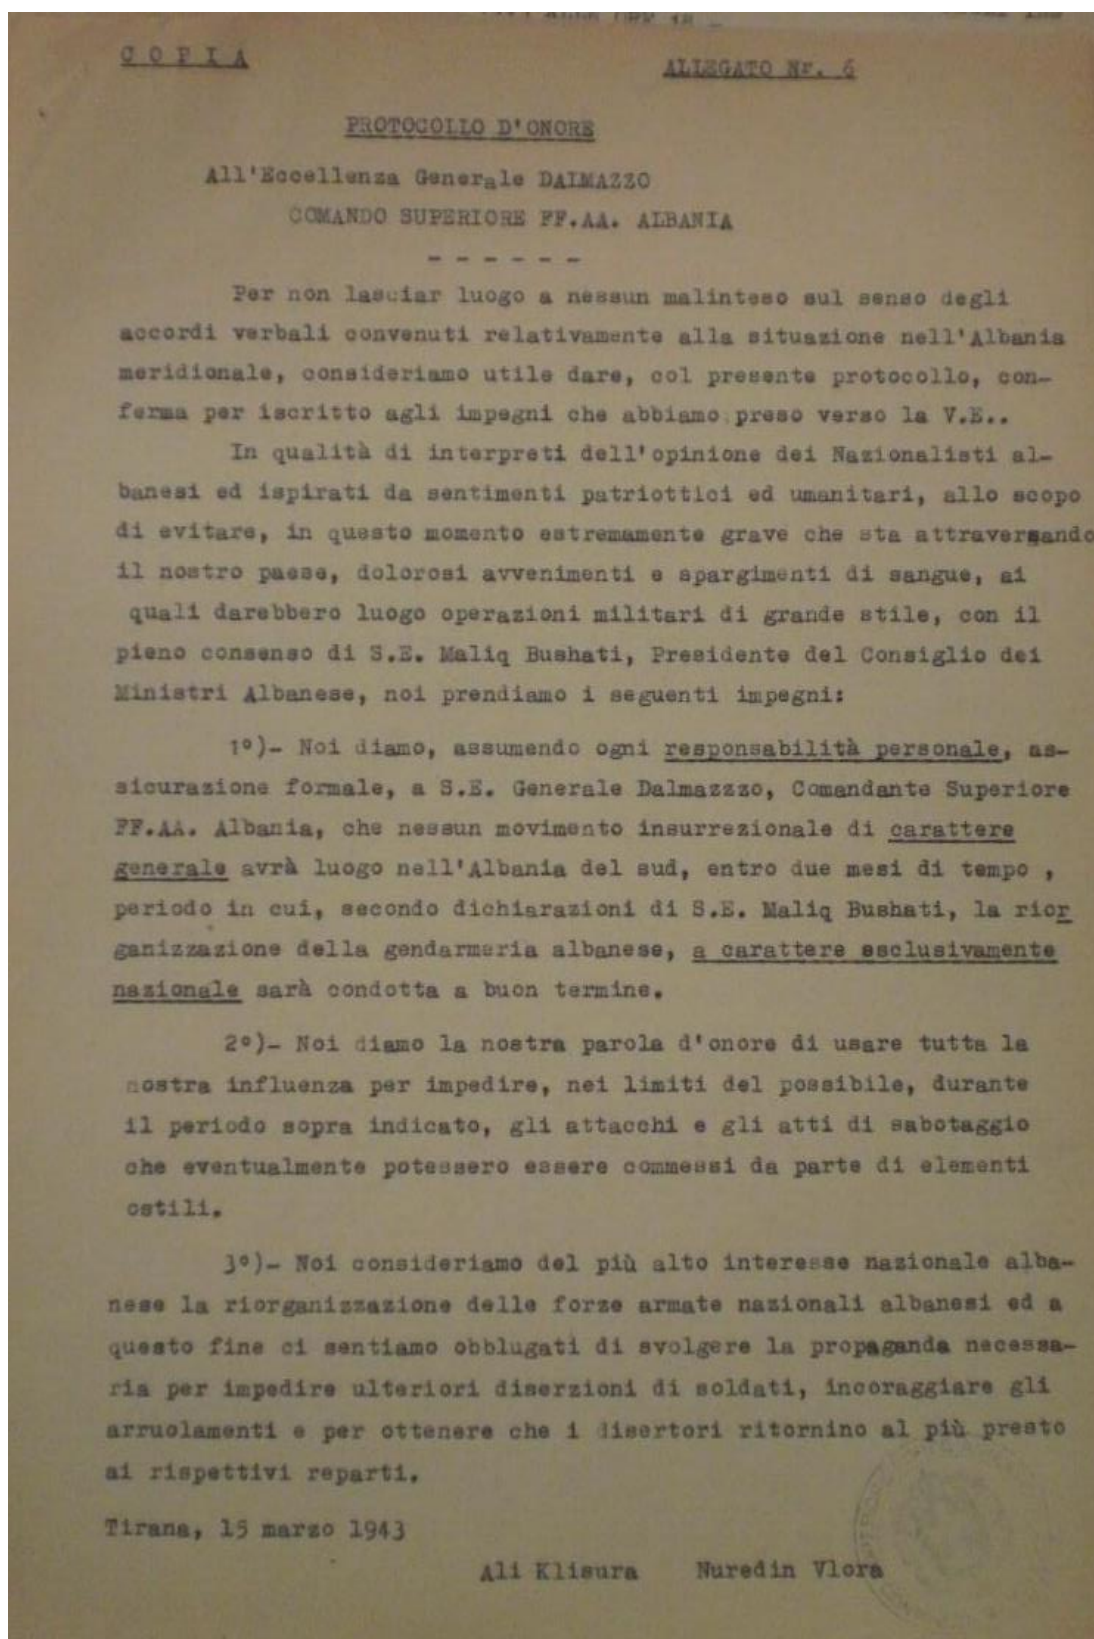 C O P I A
ALLEGATO Nr. 6
PROTOCOLLO D'ONORE
All'Eccellenza Generale DALMAZZO
COMANDO SUPERIORE FF.AA. ALBANIA
- - - - - -
Per non lasciar luogo a nessun malinteso sul senso degli
accordi verbali convenuti relativamente alla situazione nell'Albania
meridionale, consideriamo utile dare, col presente protocollo, con-
ferma per iscritto agli impegni che abbiamo preso verso la V.E..
In qualità di interpreti dell'opinione dei Nazionalisti al-
banesi ed ispirati da sentimenti patriottici ed umanitari, allo scopo
di evitare, in questo momento estremamente grave che sta attraversando
il nostro paese, dolorosi avvenimenti e spargimenti di sangue, ai
quali darebbero luogo operazioni militari di grande stile, con il
pieno consenso di S.E. Maliq Bushati, Presidente del Consiglio dei
Ministri Albanese, noi prendiamo i seguenti impegni:
1°)- Noi diamo, assumendo ogni responsabilità personale, as-
sicurazione formale, a S.E. Generale Dalmazzzo, Comandante Superiore
FF.AA. Albania, che nessun movimento insurrezionale di carattere
generale avrà luogo nell'Albania del sud, entro due mesi di tempo ,
periodo in cui, secondo dichiarazioni di S.E. Maliq Bushati, la rior
ganizzazione della gendarmeria albanese, a carattere esclusivamente
nazionale sarà condotta a buon termine.
2°)- Noi diamo la nostra parola d'onore di usare tutta la
nostra influenza per impedire, nei limiti del possibile, durante
il periodo sopra indicato, gli attacchi e gli atti di sabotaggio
che eventualmente potessero essere commessi da parte di elementi
ostili.
3°)- Noi consideriamo del più alto interesse nazionale alba-
nese la riorganizzazione delle forze armate nazionali albanesi ed a
questo fine ci sentiamo obblugati di svolgere la propaganda necessa-
ria per impedire ulteriori diserzioni di soldati, incoraggiare gli
arruolamenti e per ottenere che i disertori ritornino al più presto
ai rispettivi reparti.
Tirana, 15 marzo 1943
Ali Klisura Nuredin Vlora